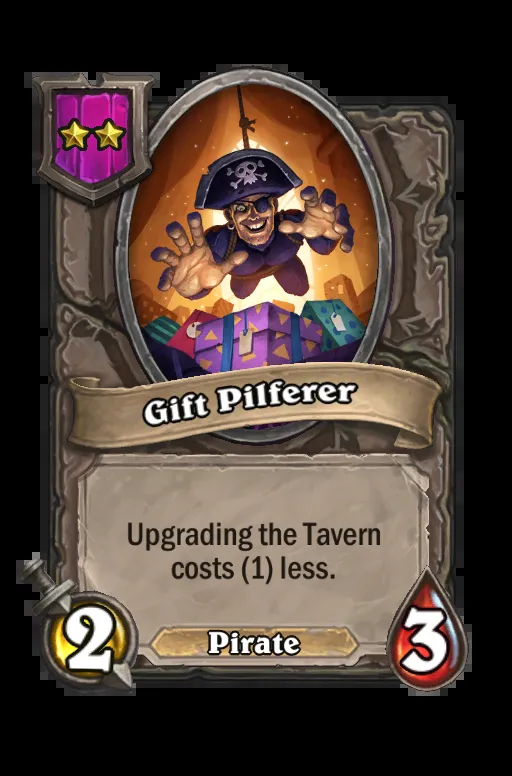 Gift Pilferer
Upgrading the Tavern
costs (1) less.
2
Pirate
3